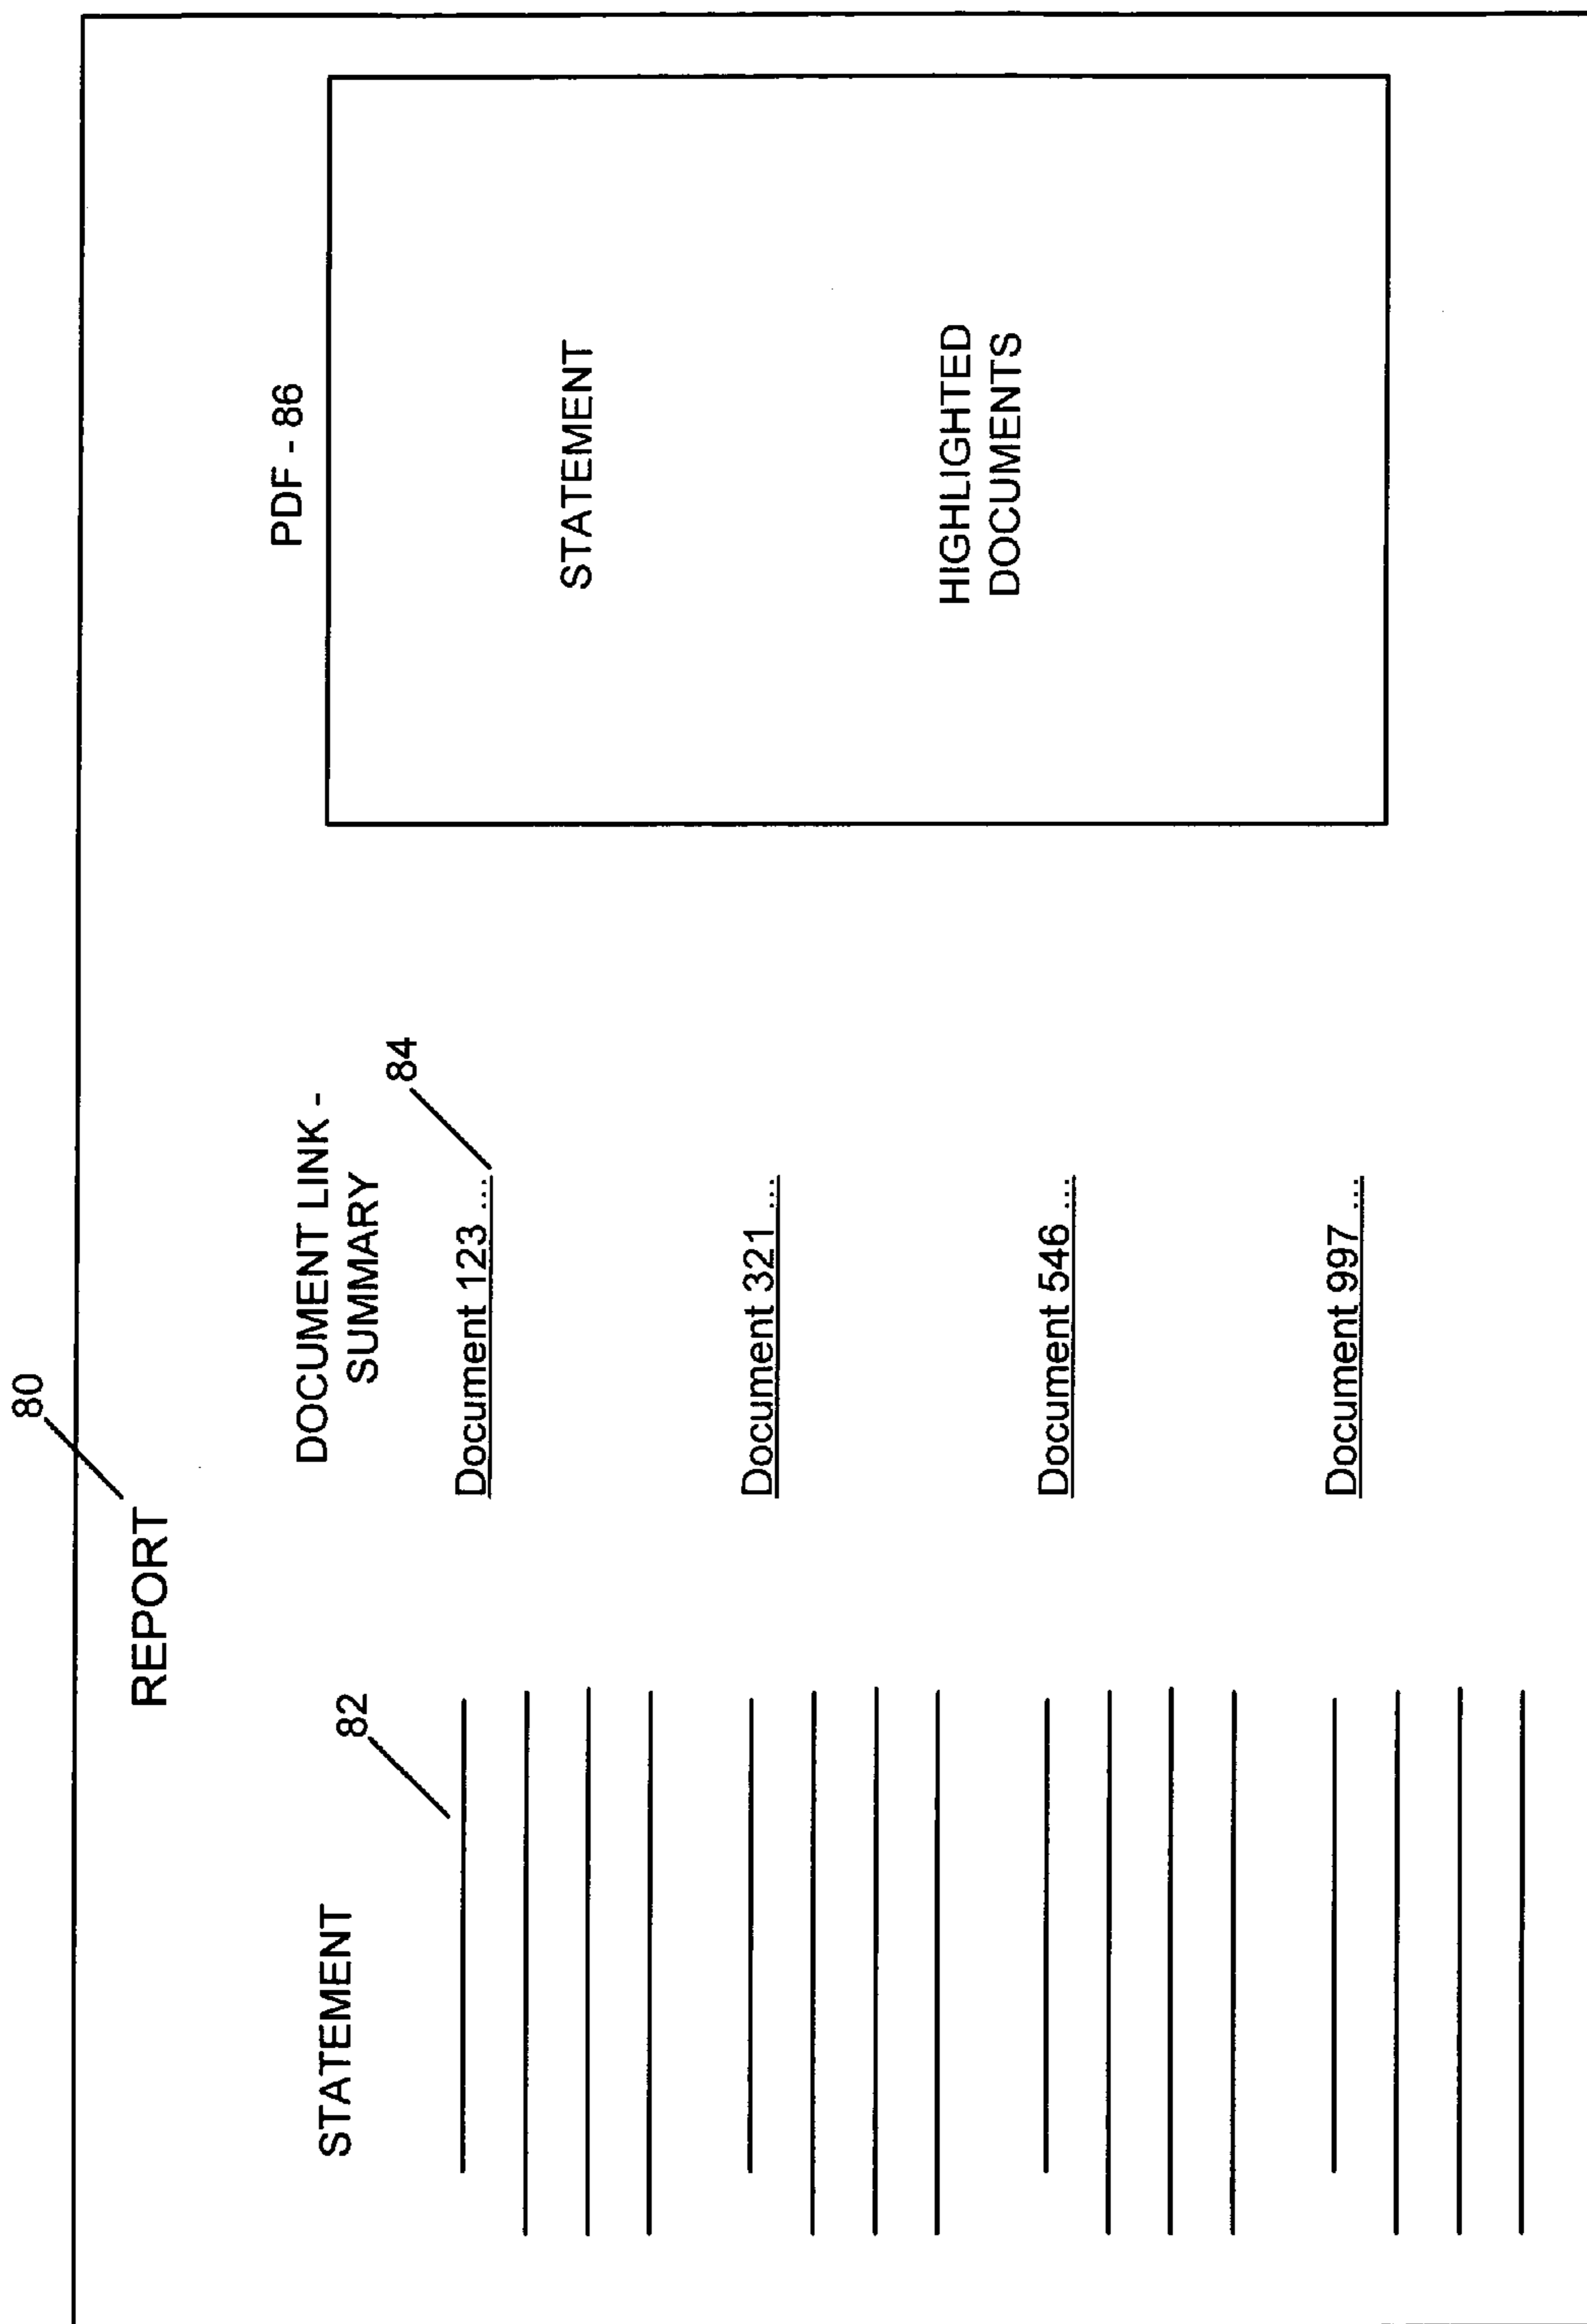 80
REPORT
STATEMENT
82
DOCUMENT LINK -
SUMMARY
84
Document 123 ...
Document 321 ...
Document 546 ...
Document 997 ...
PDF - 86
STATEMENT
HIGHLIGHTED
DOCUMENTS